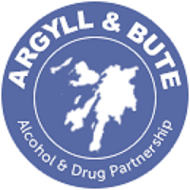 ARGYLL & BUTE
Alcohol & Drug Partnership